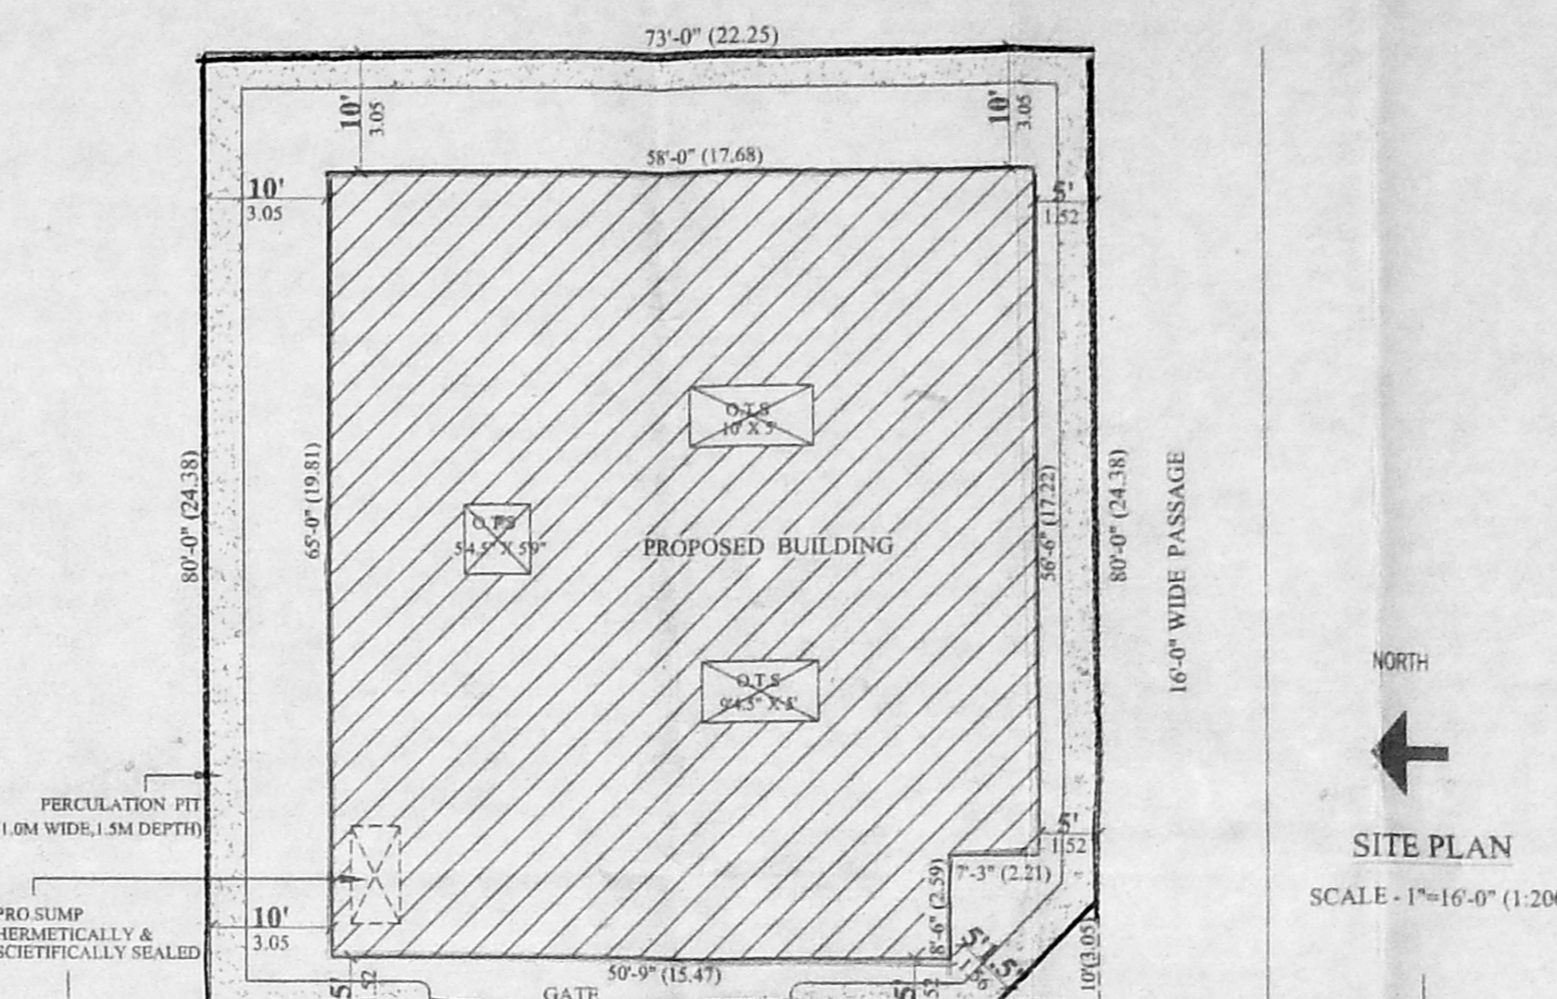 73'-0" (22.25)
10'
3.05
10'
3.05
58'-0" (17.68)
10'
3.05
5'
1.52
O.T.S
10' X 5'
65'-0" (19.81)
80'-0" (24.38)
O.T.S
PROPOSED BUILDING
56'-6" (17.22)
80'-0" (24.38)
16'-0" WIDE PASSAGE
NORTH
O.T.S
9'4.5" X 5'
PERCULATION PIT
1.0M WIDE,1.5M DEPTH)
5'
1.52
SITE PLAN
7'-3" (2.21)
8'-6" (2.59)
SCALE - 1"=16'-0"
PRO.SUMP
HERMETICALLY &
SCIETIFICALLY SEALED
10'
3.05
10'(3.05)
50'-9" (15.47)
GATE